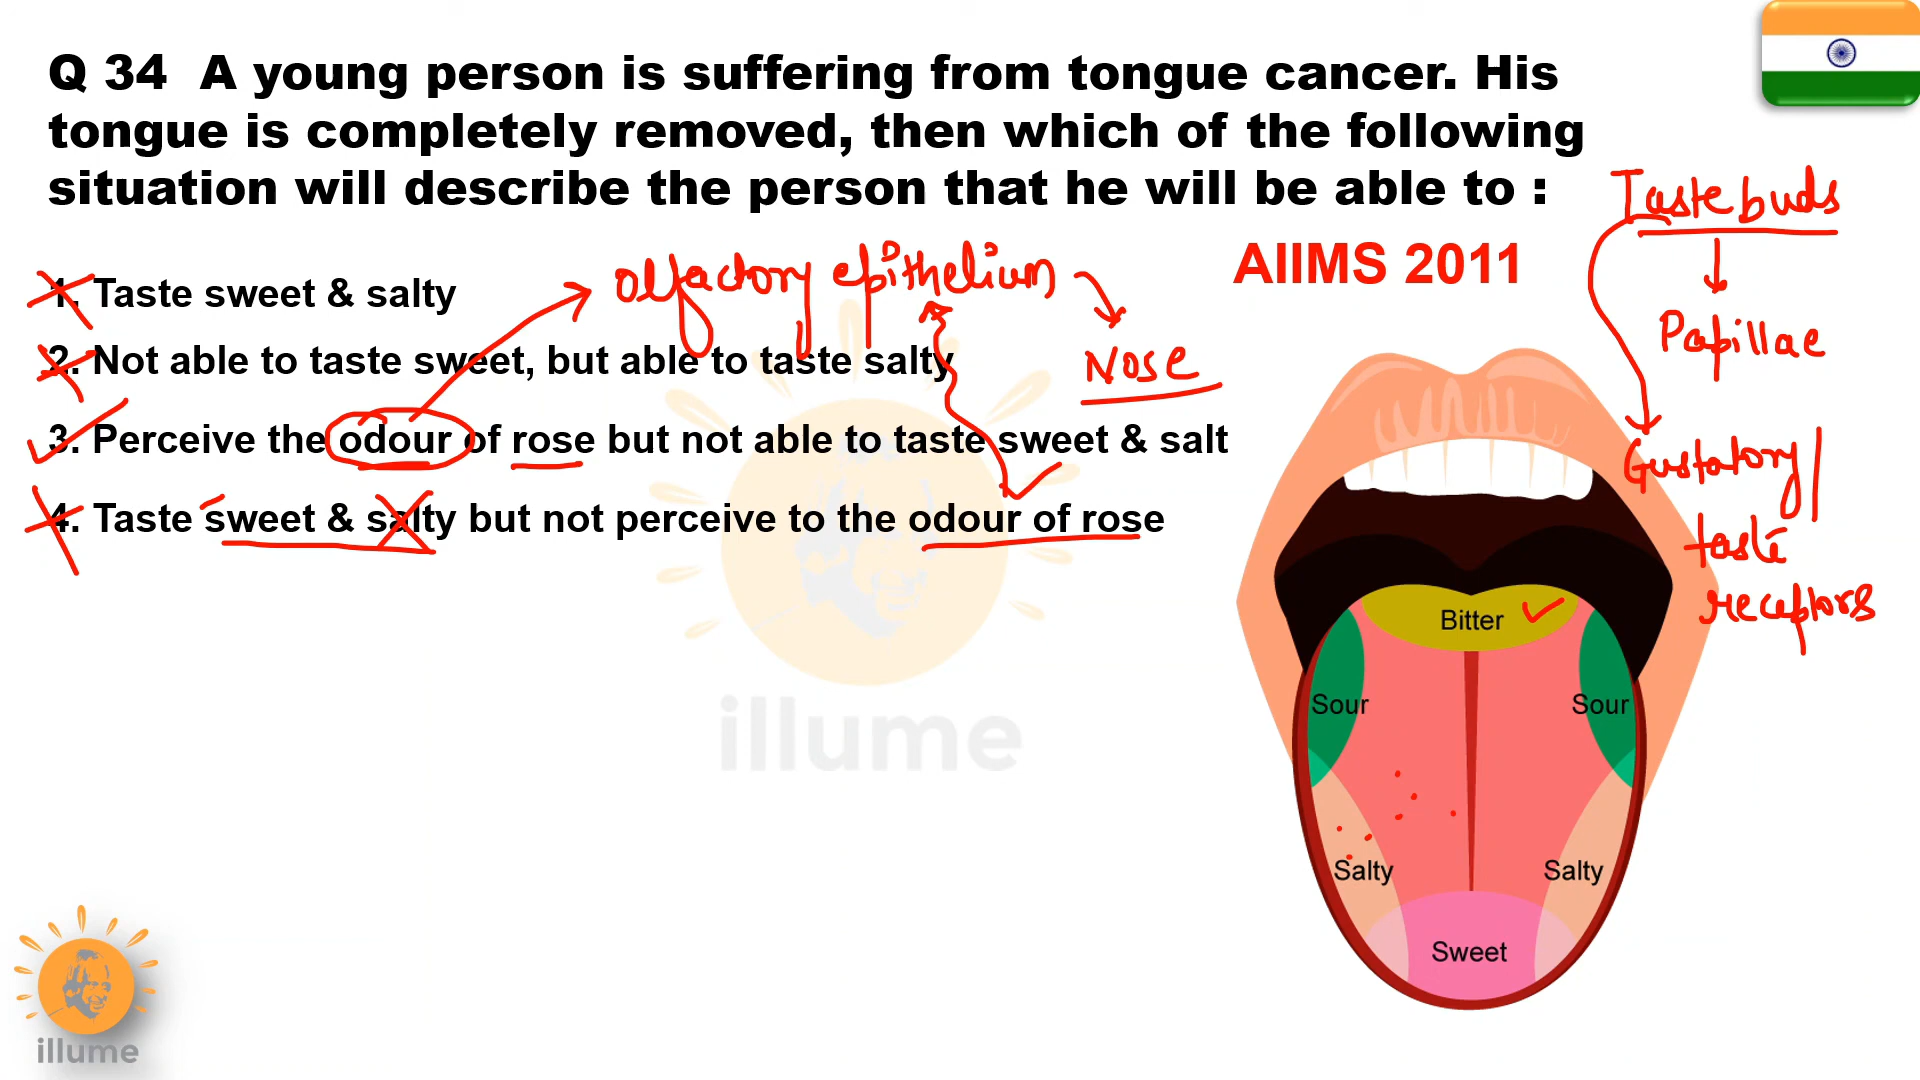 Q 34 A young person is suffering from tongue cancer. His
tongue is completely removed, then which of the following
situation will describe the person that he will be able to :
AIIMS 2011
1. Taste sweet & salty
2. Not able to taste sweet, but able to taste salty
3. Perceive the odour of rose but not able to taste sweet & salt
4. Taste sweet & salty but not perceive to the odour of rose
olfactory epithelium
Nose
Tastebuds
Papillae
Gustatory/
taste
receptors
Bitter
Sour
Sour
Salty
Salty
Sweet
illume
illume